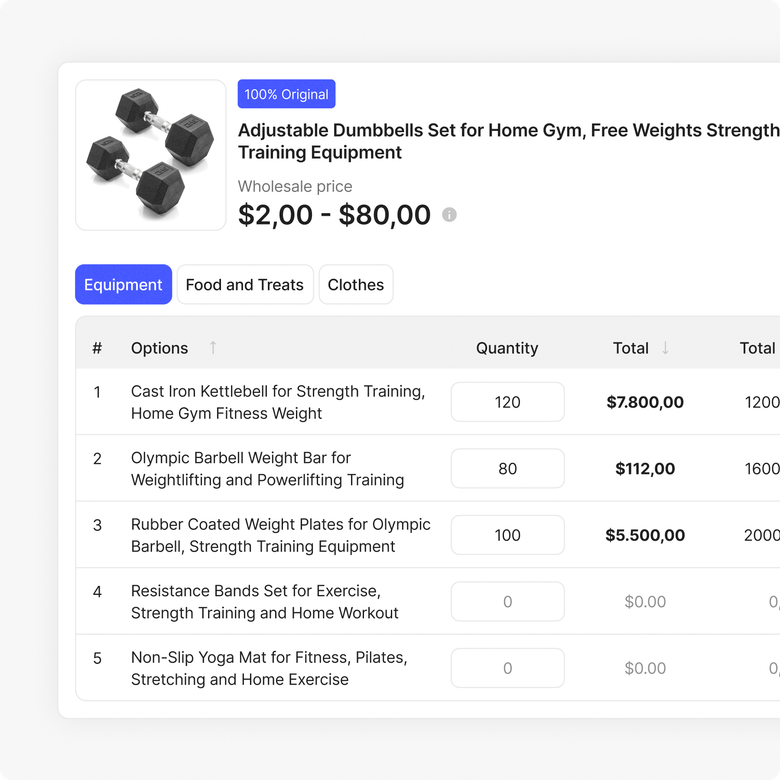 100% Original
Adjustable Dumbbells Set for Home Gym, Free Weights Strength
Training Equipment
Wholesale price
$2,00 - $80,00
Equipment
Food and Treats
Clothes
# Options ↑ Quantity Total ↓ Total
1 Cast Iron Kettlebell for Strength Training, 120 $7.800,00 1200
Home Gym Fitness Weight
2 Olympic Barbell Weight Bar for 80 $112,00 1600
Weightlifting and Powerlifting Training
3 Rubber Coated Weight Plates for Olympic 100 $5.500,00 2000
Barbell, Strength Training Equipment
4 Resistance Bands Set for Exercise, 0 $0.00 0,
Strength Training and Home Workout
5 Non-Slip Yoga Mat for Fitness, Pilates, 0 $0.00 0,
Stretching and Home Exercise